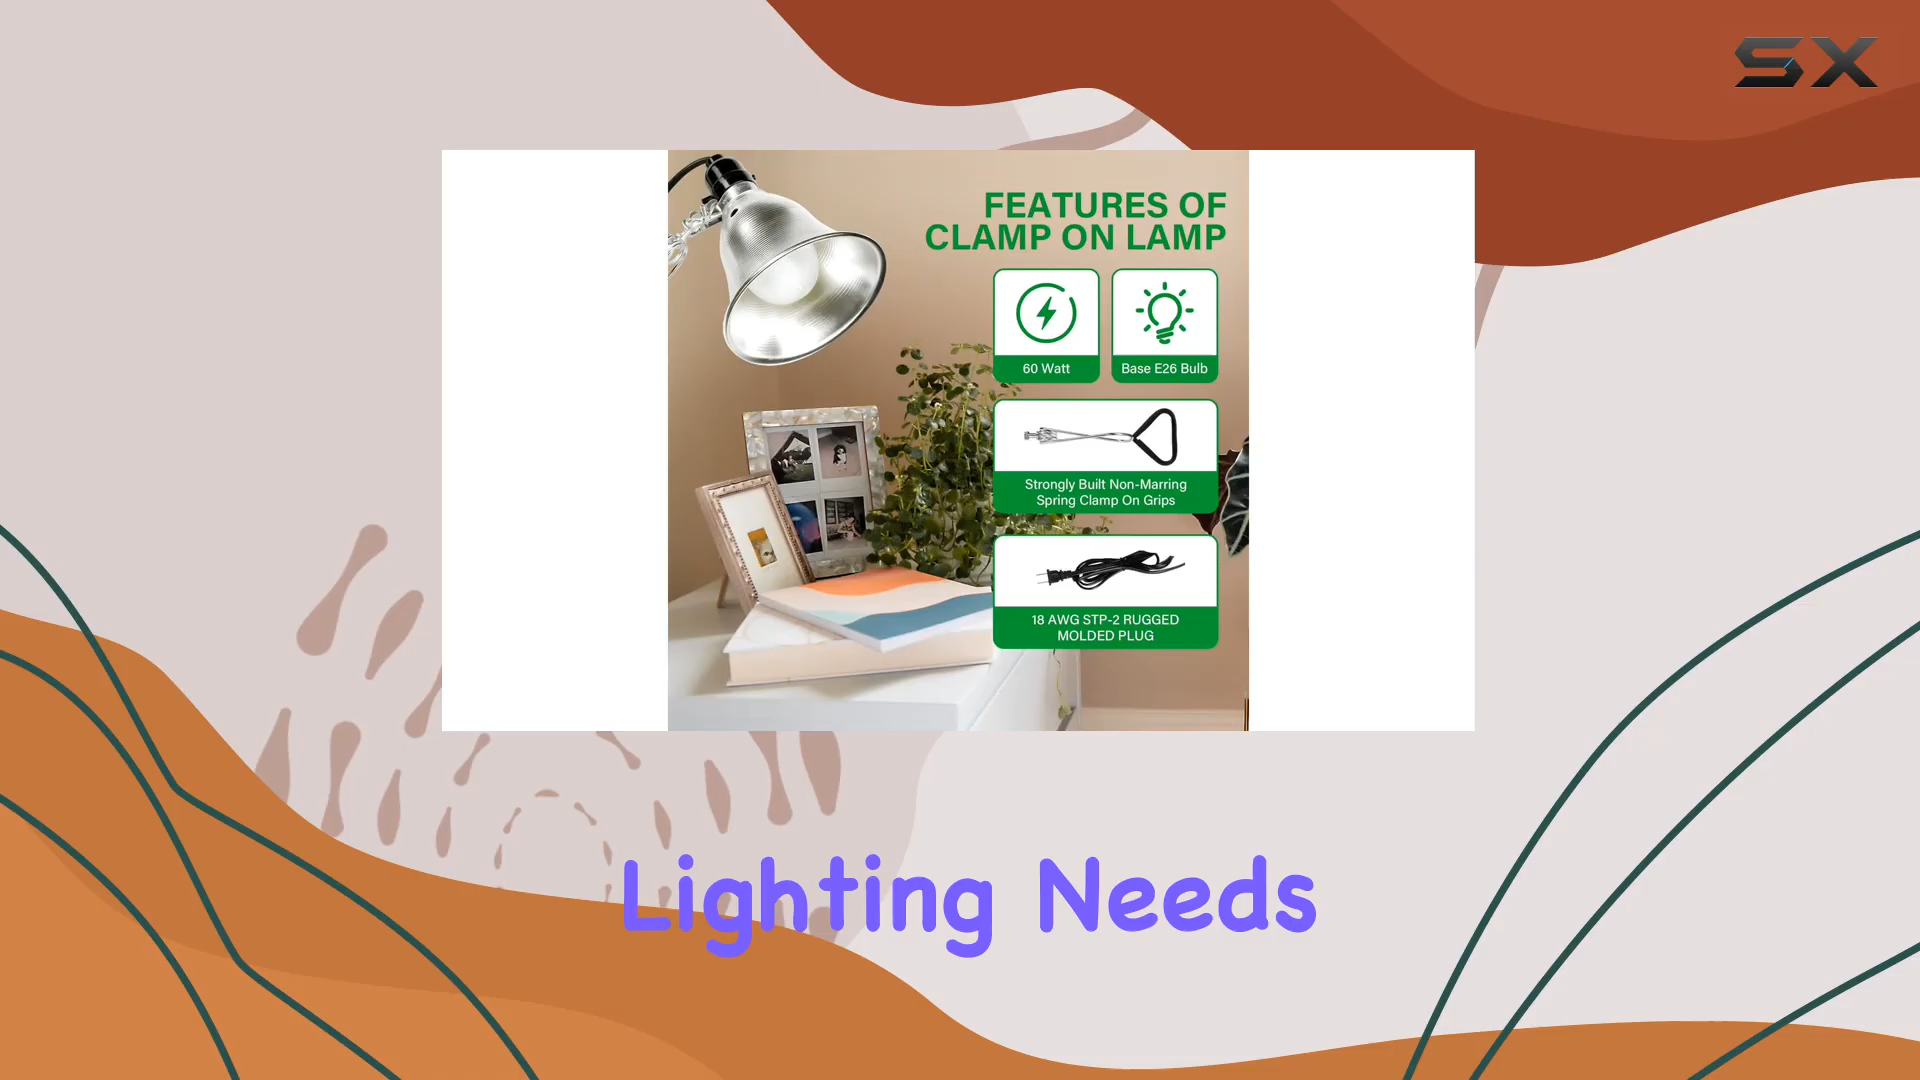 SX
FEATURES OF
CLAMP ON LAMP
60 Watt
Base E26 Bulb
Strongly Built Non-Marring
Spring Clamp On Grips
18 AWG STP-2 RUGGED
MOLDED PLUG
Lighting Needs